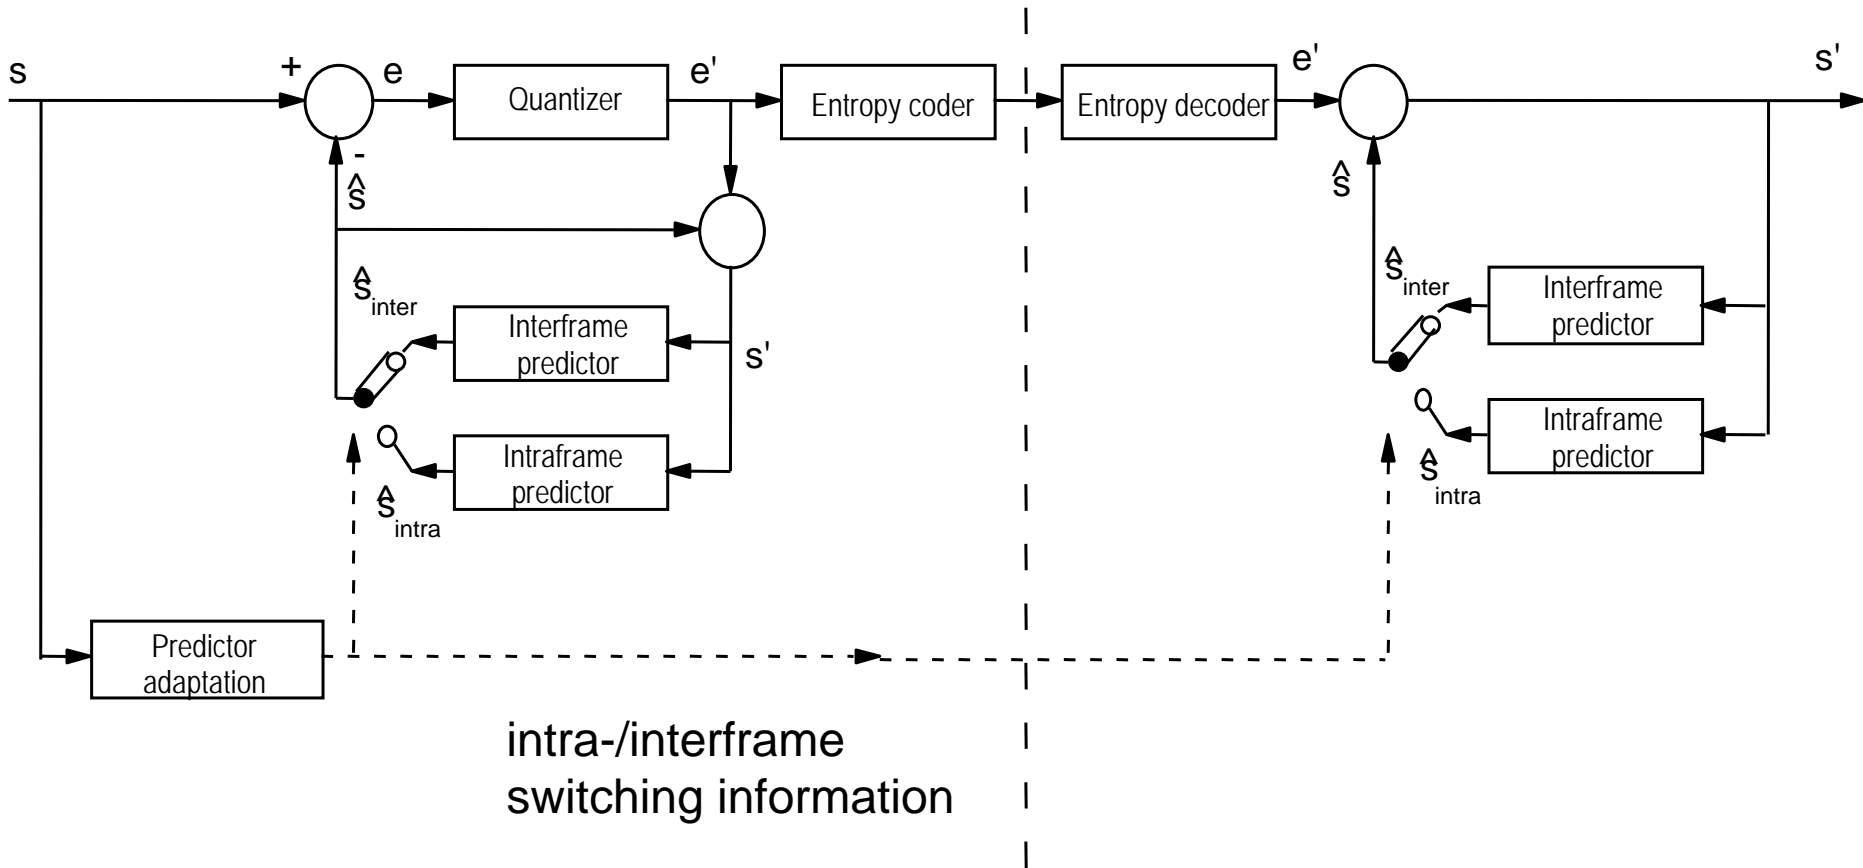 s
+
e
Quantizer
e'
Entropy coder
Entropy decoder
e'
s'
-
ŝ
ŝ
ŝinter
Interframe
predictor
s'
ŝinter
Interframe
predictor
Intraframe
predictor
ŝintra
Intraframe
predictor
ŝintra
Predictor
adaptation
intra-/interframe
switching information